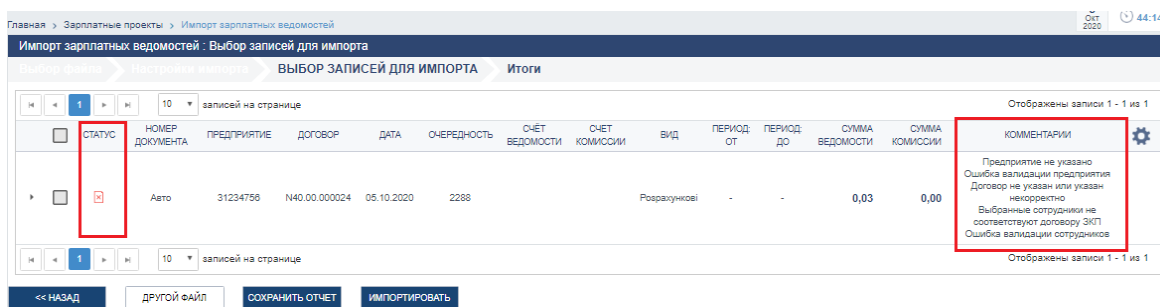 Окт
2020
44:14
Главная > Зарплатные проекты > Импорт зарплатных ведомостей
Импорт зарплатных ведомостей : Выбор записей для импорта
Выбор файла Настройки импорта ВЫБОР ЗАПИСЕЙ ДЛЯ ИМПОРТА Итоги
1 10 записей на странице Отображены записи 1 - 1 из 1
СТАТУС НОМЕР ДОКУМЕНТА ПРЕДПРИЯТИЕ ДОГОВОР ДАТА ОЧЕРЕДНОСТЬ СЧЁТ ВЕДОМОСТИ СЧЕТ КОМИССИИ ВИД ПЕРИОД: ОТ ПЕРИОД: ДО СУММА ВЕДОМОСТИ СУММА КОМИССИИ КОММЕНТАРИИ
Авто 31234756 N40.00.000024 05.10.2020 2288 Розрахункові - - 0,03 0,00
Предприятие не указано
Ошибка валидации предприятия
Договор не указан или указан
некорректно
Выбранные сотрудники не
соответствуют договору ЗКП
Ошибка валидации сотрудников
1 10 записей на странице Отображены записи 1 - 1 из 1
<< НАЗАД ДРУГОЙ ФАЙЛ СОХРАНИТЬ ОТЧЕТ ИМПОРТИРОВАТЬ